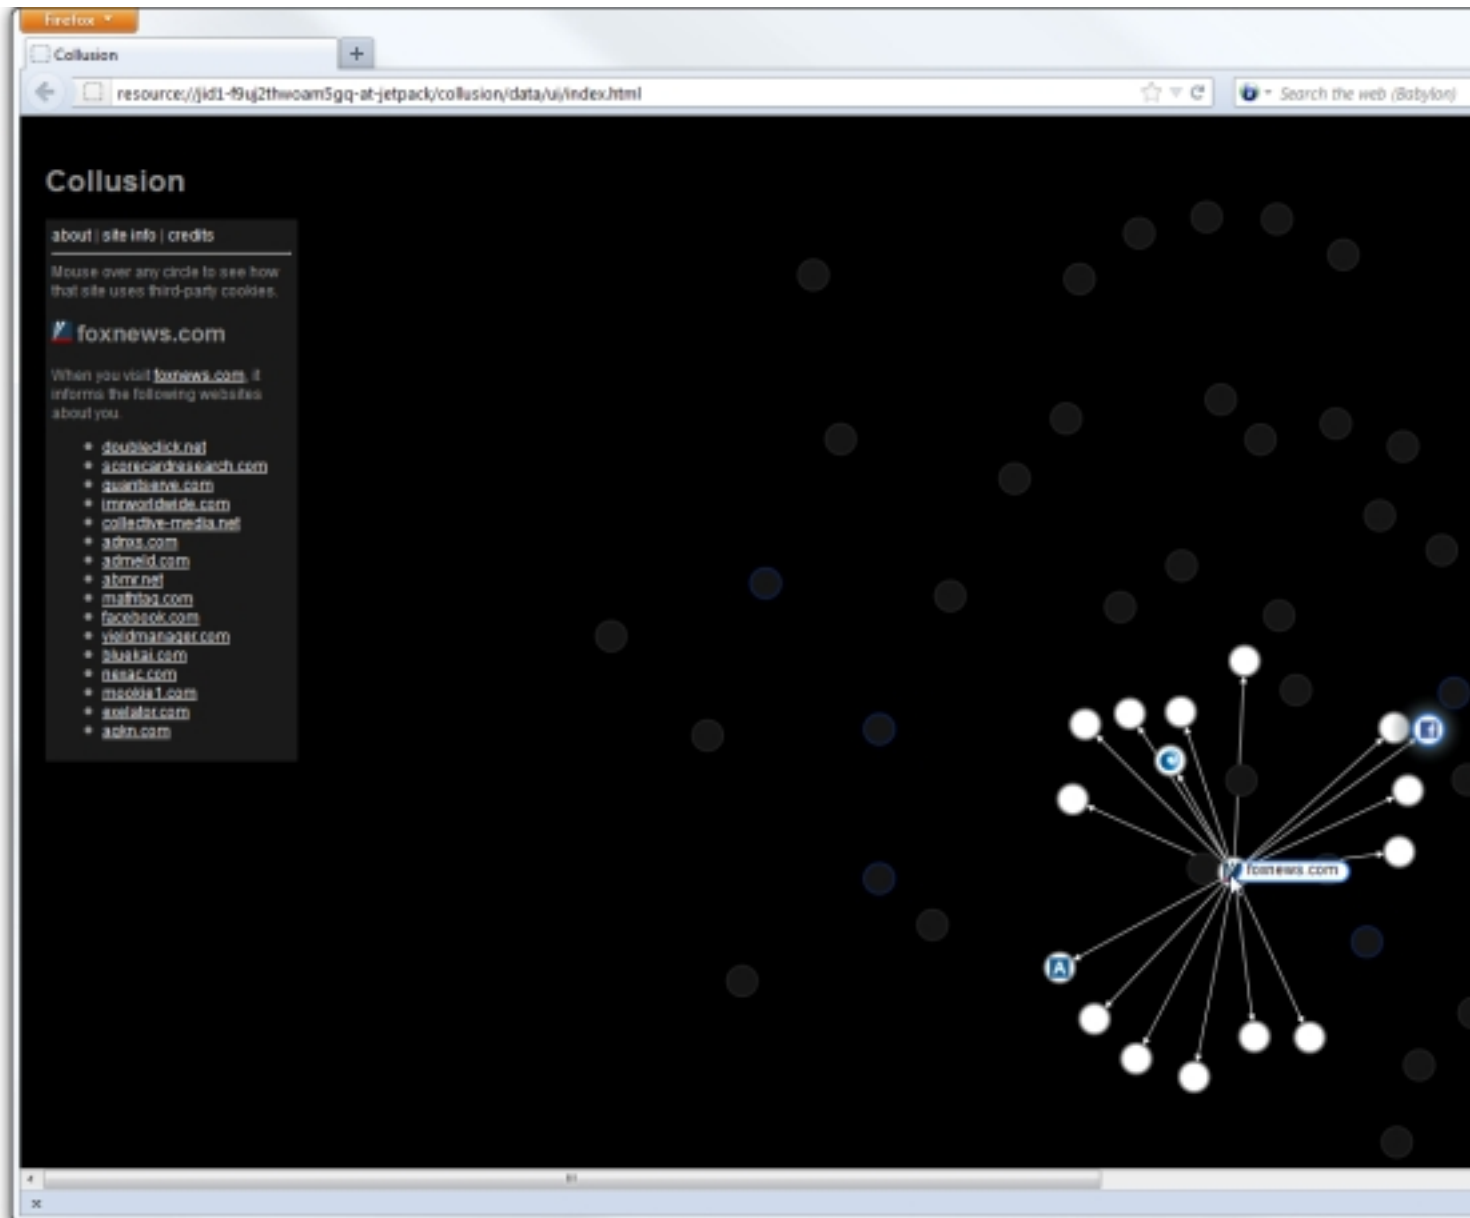 Firefox
Collusion
+
resource://jid1-f9uj2thwoam5gq-at-jetpack/collusion/data/ui/index.html
Search the web (Babylon)
Collusion
about | site info | credits
Mouse over any circle to see how
that site uses third-party cookies.
foxnews.com
When you visit foxnews.com, it
informs the following websites
about you.
doubleclick.net
scorecardresearch.com
quantserve.com
imrworldwide.com
collective-media.net
adnxs.com
admeld.com
abmr.net
mathtag.com
facebook.com
yieldmanager.com
bluekai.com
nexac.com
mookie1.com
exelator.com
foxnews.com
A